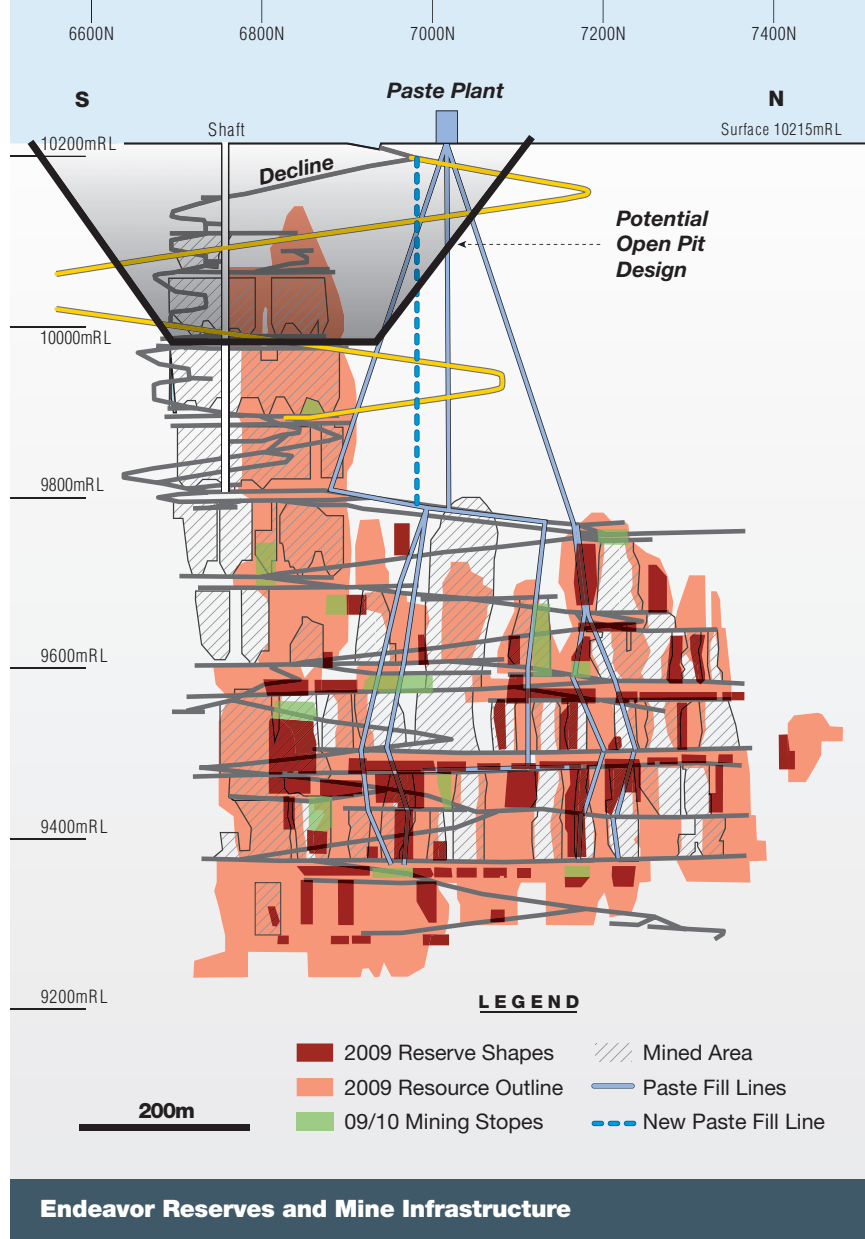 6600N 6800N 7000N 7200N 7400N
S
Paste Plant
N
Shaft
Surface 10215mRL
10200mRL
Decline
Potential
Open Pit
Design
10000mRL
9800mRL
9600mRL
9400mRL
9200mRL
LEGEND
2009 Reserve Shapes
2009 Resource Outline
09/10 Mining Stopes
Mined Area
Paste Fill Lines
New Paste Fill Line
200m
Endeavor Reserves and Mine Infrastructure